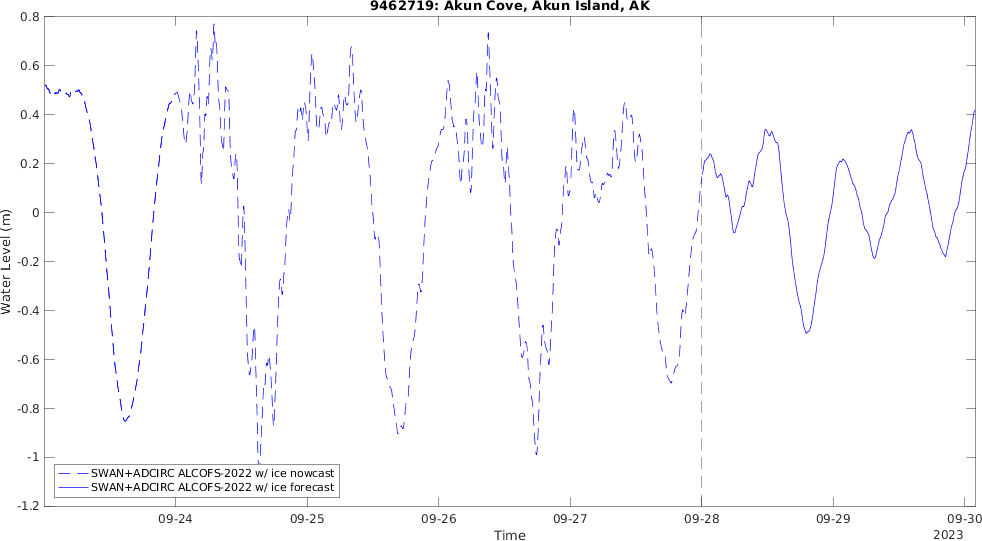 9462719: Akun Cove, Akun Island, AK
Water Level (m)
0.8
0.6
0.4
0.2
0
-0.2
-0.4
-0.6
-0.8
-1
-1.2
SWAN+ADCIRC ALCOFS-2022 w/ ice nowcast
SWAN+ADCIRC ALCOFS-2022 w/ ice forecast
09-24 09-25 09-26 09-27 09-28 09-29 09-30
Time
2023